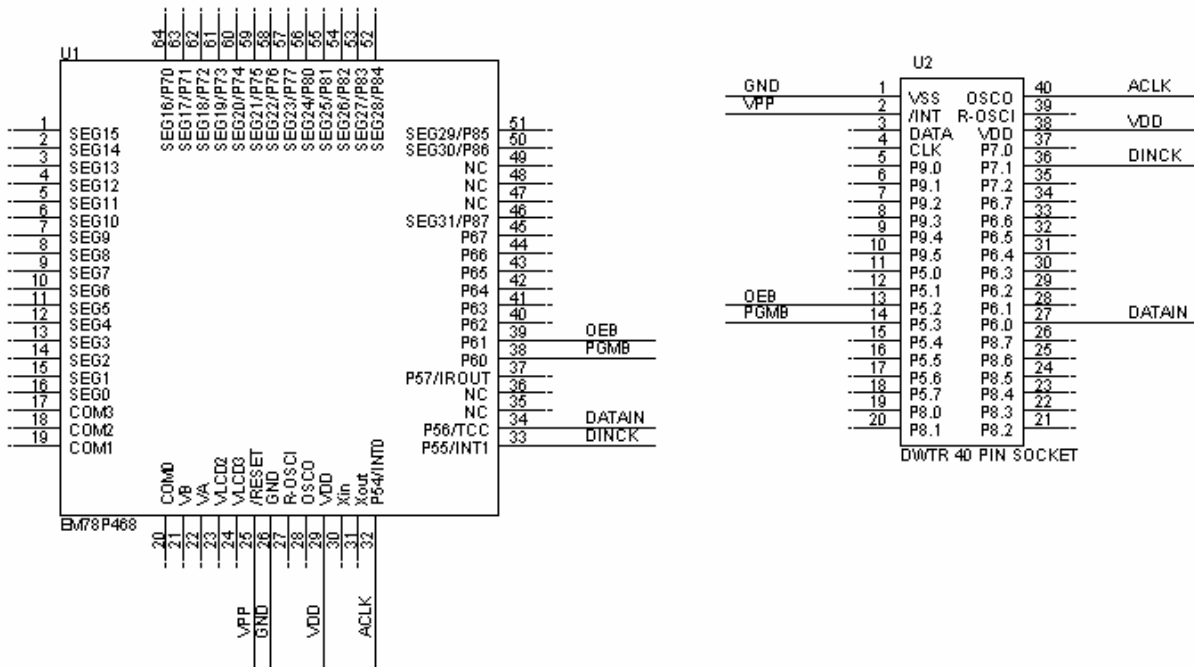 U1
64 63 62 61 60 59 58 57 56 55 54 53 52
SEG16/P70
SEG17/P71
SEG18/P72
SEG19/P73
SEG20/P74
SEG21/P75
SEG22/P76
SEG23/P77
SEG24/P80
SEG25/P81
SEG26/P82
SEG27/P83
SEG28/P84
1 SEG15
2 SEG14
3 SEG13
4 SEG12
5 SEG11
6 SEG10
7 SEG9
8 SEG8
9 SEG7
10 SEG6
11 SEG5
12 SEG4
13 SEG3
14 SEG2
15 SEG1
16 SEG0
17 COM3
18 COM2
19 COM1
SEG29/P85 51
SEG30/P86 50
NC 49
NC 48
NC 47
SEG31/P87 46
P67 45
P66 44
P65 43
P64 42
P63 41
P62 40
P61 39 OEB
P60 38 PGMB
P57/IROUT 37
NC 36
NC 35
P56/TCC 34 DATAIN
P55/INT1 33 DINCK
COM0
VB
VA
VLCD2
VLCD3
/RESET
GND
R-OSCI
OSCO
VDD
Xin
Xout
P54/INT0
EM78P468
20 21 22 23 24 25 26 27 28 29 30 31 32
VPP
GND
VDD
ACLK
U2
GND 1 VSS
VPP 2 /INT
3 DATA
4 CLK
5 P9.0
6 P9.1
7 P9.2
8 P9.3
9 P9.4
10 P9.5
11 P5.0
12 P5.1
OEB 13 P5.2
PGMB 14 P5.3
15 P5.4
16 P5.5
17 P5.6
18 P5.7
19 P8.0
20 P8.1
OSCO 40 ACLK
R-OSCI 39
VDD 38 VDD
P7.0 37
P7.1 36 DINCK
P7.2 35
P6.7 34
P6.6 33
P6.5 32
P6.4 31
P6.3 30
P6.2 29
P6.1 28
P6.0 27 DATAIN
P8.7 26
P8.6 25
P8.5 24
P8.4 23
P8.3 22
P8.2 21
DWTR 40 PIN SOCKET